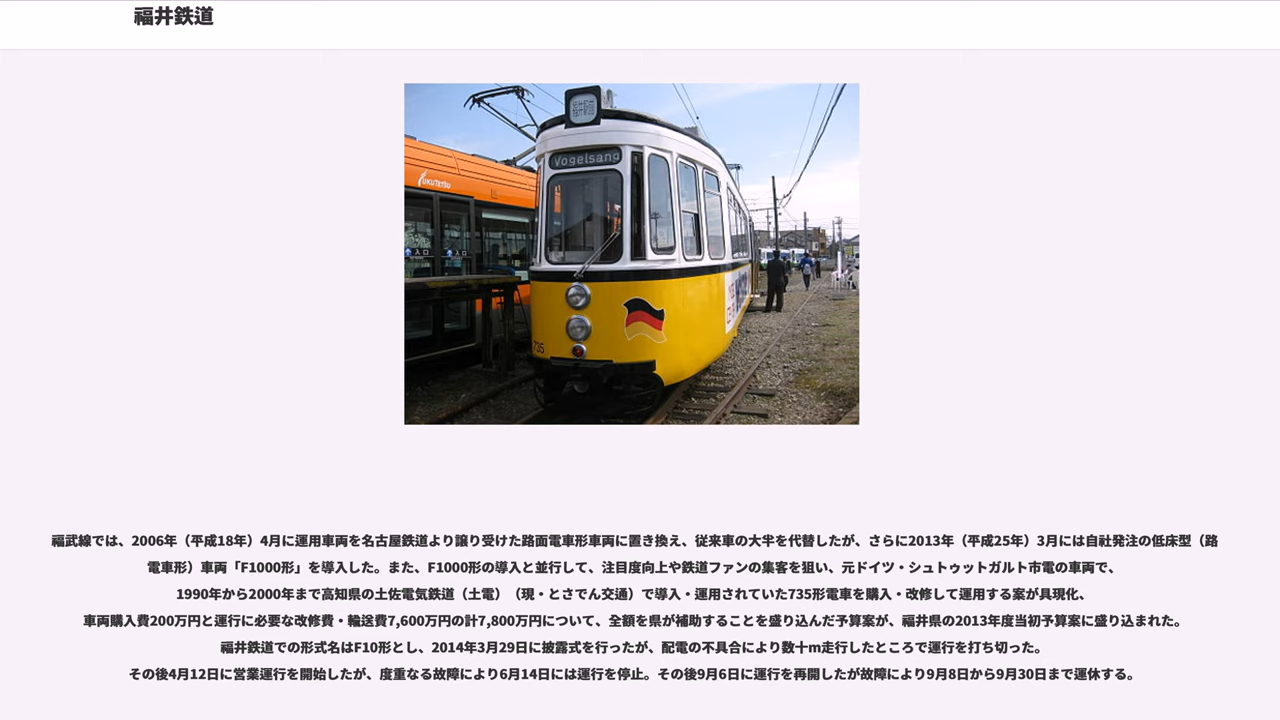 福井鉄道
Vogelsang
FUKUTETSU
入口
入口
735
福武線では、2006年（平成18年）4月に運用車両を名古屋鉄道より譲り受けた路面電車形車両に置き換え、従来車の大半を代替したが、さらに2013年（平成25年）3月には自社発注の低床型（路
電車形）車両「F1000形」を導入した。また、F1000形の導入と並行して、注目度向上や鉄道ファンの集客を狙い、元ドイツ・シュトゥットガルト市電の車両で、
1990年から2000年まで高知県の土佐電気鉄道（土電）（現・とさでん交通）で導入・運用されていた735形電車を購入・改修して運用する案が具現化、
車両購入費200万円と運行に必要な改修費・輸送費7,600万円の計7,800万円について、全額を県が補助することを盛り込んだ予算案が、福井県の2013年度当初予算案に盛り込まれた。
福井鉄道での形式名はF10形とし、2014年3月29日に披露式を行ったが、配電の不具合により数十m走行したところで運行を打ち切った。
その後4月12日に営業運行を開始したが、度重なる故障により6月14日には運行を停止。その後9月6日に運行を再開したが故障により9月8日から9月30日まで運休する。